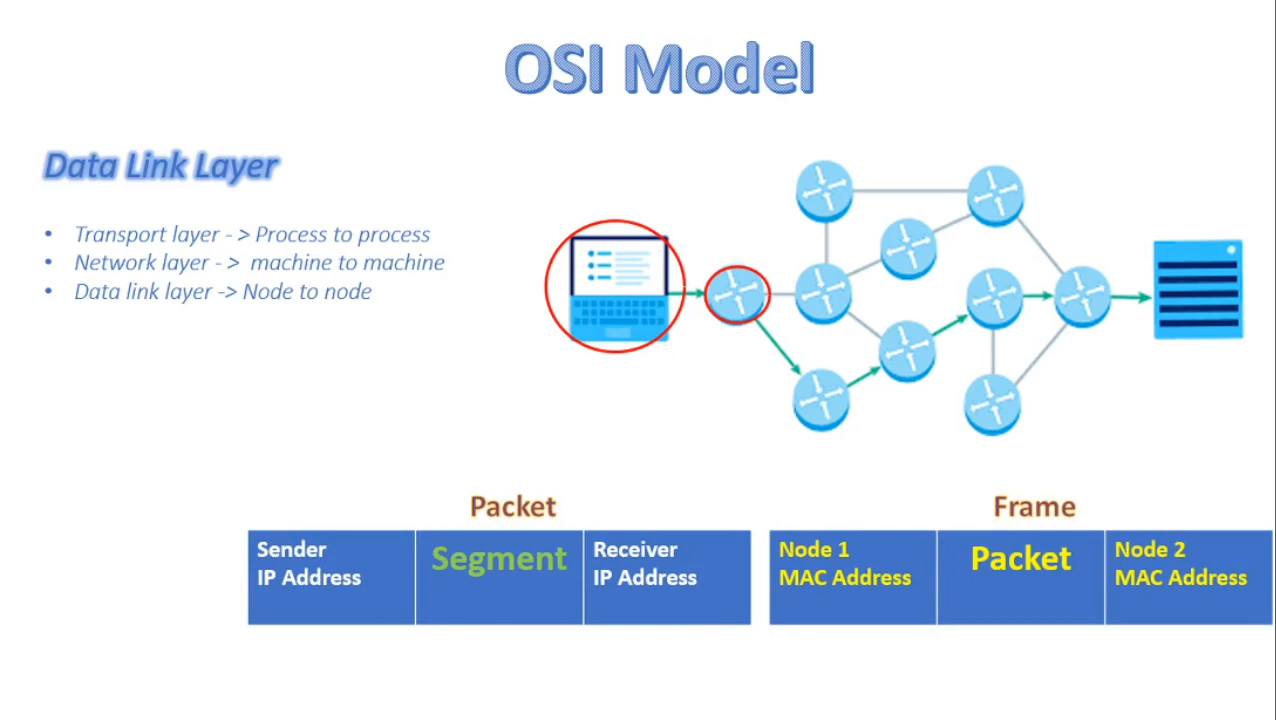 OSI Model
Data Link Layer
• Transport layer - > Process to process
• Network layer - >  machine to machine
• Data link layer -> Node to node
Packet
Sender
IP Address
Segment
Receiver
IP Address
Frame
Node 1
MAC Address
Packet
Node 2
MAC Address